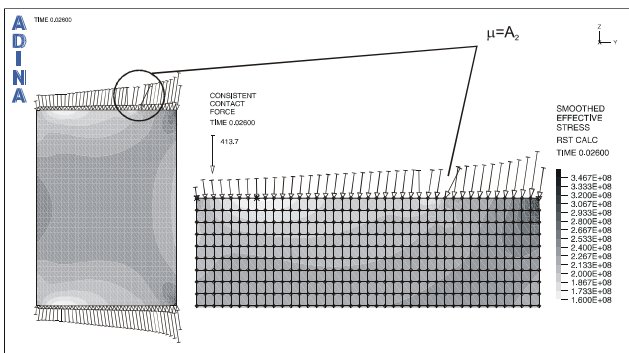 ADINA
TIME 0.02600
μ=A₂
Z
X Y
CONSISTENT
CONTACT
FORCE
TIME 0.02600
413.7
SMOOTHED
EFFECTIVE
STRESS
RST CALC
TIME 0.02600
3.467E+08
3.333E+08
3.200E+08
3.067E+08
2.933E+08
2.800E+08
2.667E+08
2.533E+08
2.400E+08
2.267E+08
2.133E+08
2.000E+08
1.867E+08
1.733E+08
1.600E+08